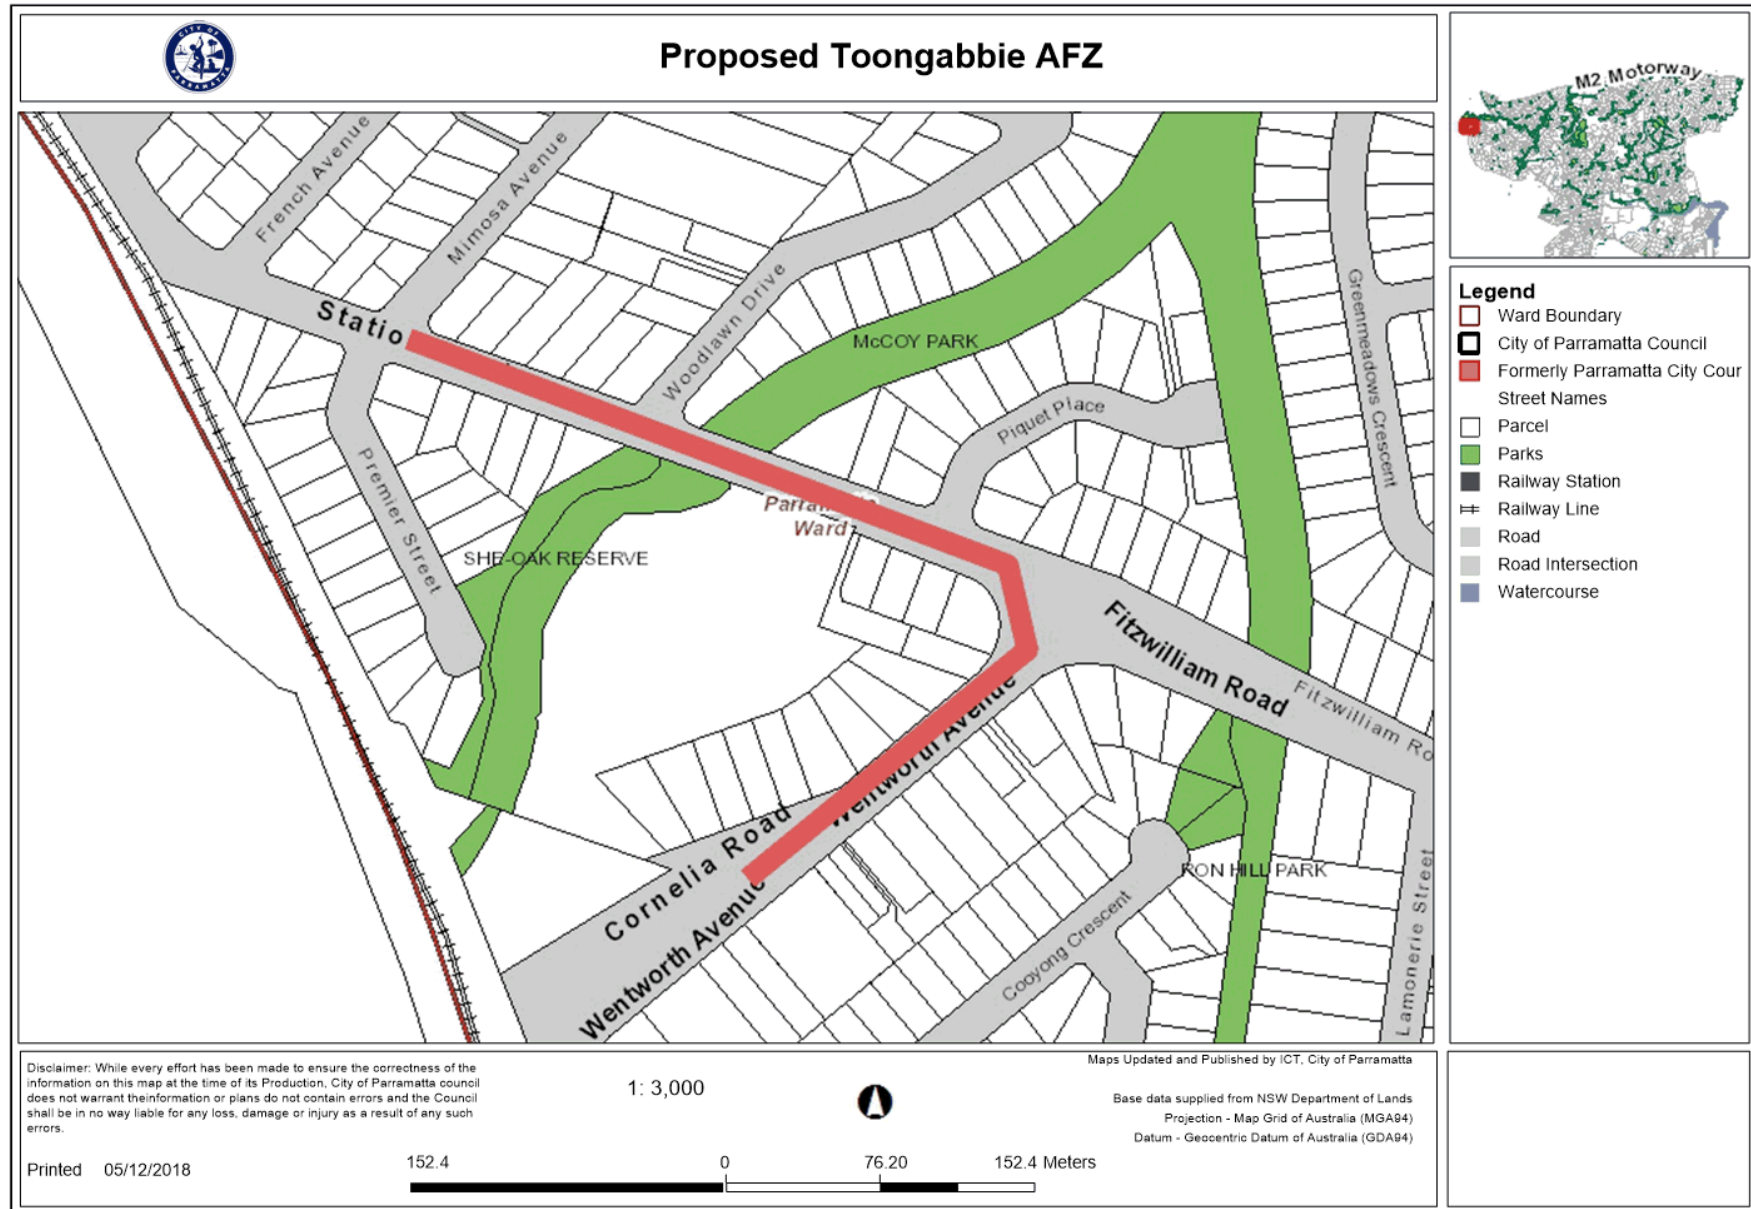 CITY OF
PARRAMATTA
Proposed Toongabbie AFZ
M2 Motorway
French Avenue
Mimosa Avenue
Statio
Woodlawn Drive
McCOY PARK
Greenmeadows Crescent
Piquet Place
Premier Street
Ward
SHE-OAK RESERVE
Fitzwilliam Road
Fitzwilliam Ro
Wentworth Avenue
Cornelia Road
Wentworth Avenue
RON HILL PARK
Cooyong Crescent
Lamonerie Street
Legend
Ward Boundary
City of Parramatta Council
Formerly Parramatta City Cour
Street Names
Parcel
Parks
Railway Station
Railway Line
Road
Road Intersection
Watercourse
Disclaimer: While every effort has been made to ensure the correctness of the
information on this map at the time of its Production, City of Parramatta council
does not warrant theinformation or plans do not contain errors and the Council
shall be in no way liable for any loss, damage or injury as a result of any such
errors.
Printed 05/12/2018
1: 3,000
152.4 0 76.20 152.4 Meters
Maps Updated and Published by ICT, City of Parramatta
Base data supplied from NSW Department of Lands
Projection - Map Grid of Australia (MGA94)
Datum - Geocentric Datum of Australia (GDA94)